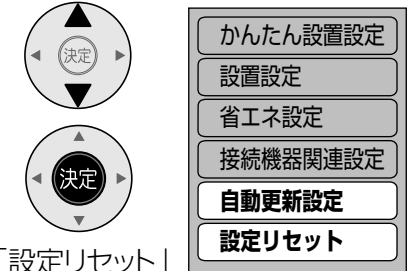 決定
決定
「設定リセット」
かんたん設置設定
設置設定
省エネ設定
接続機器関連設定
自動更新設定
設定リセット